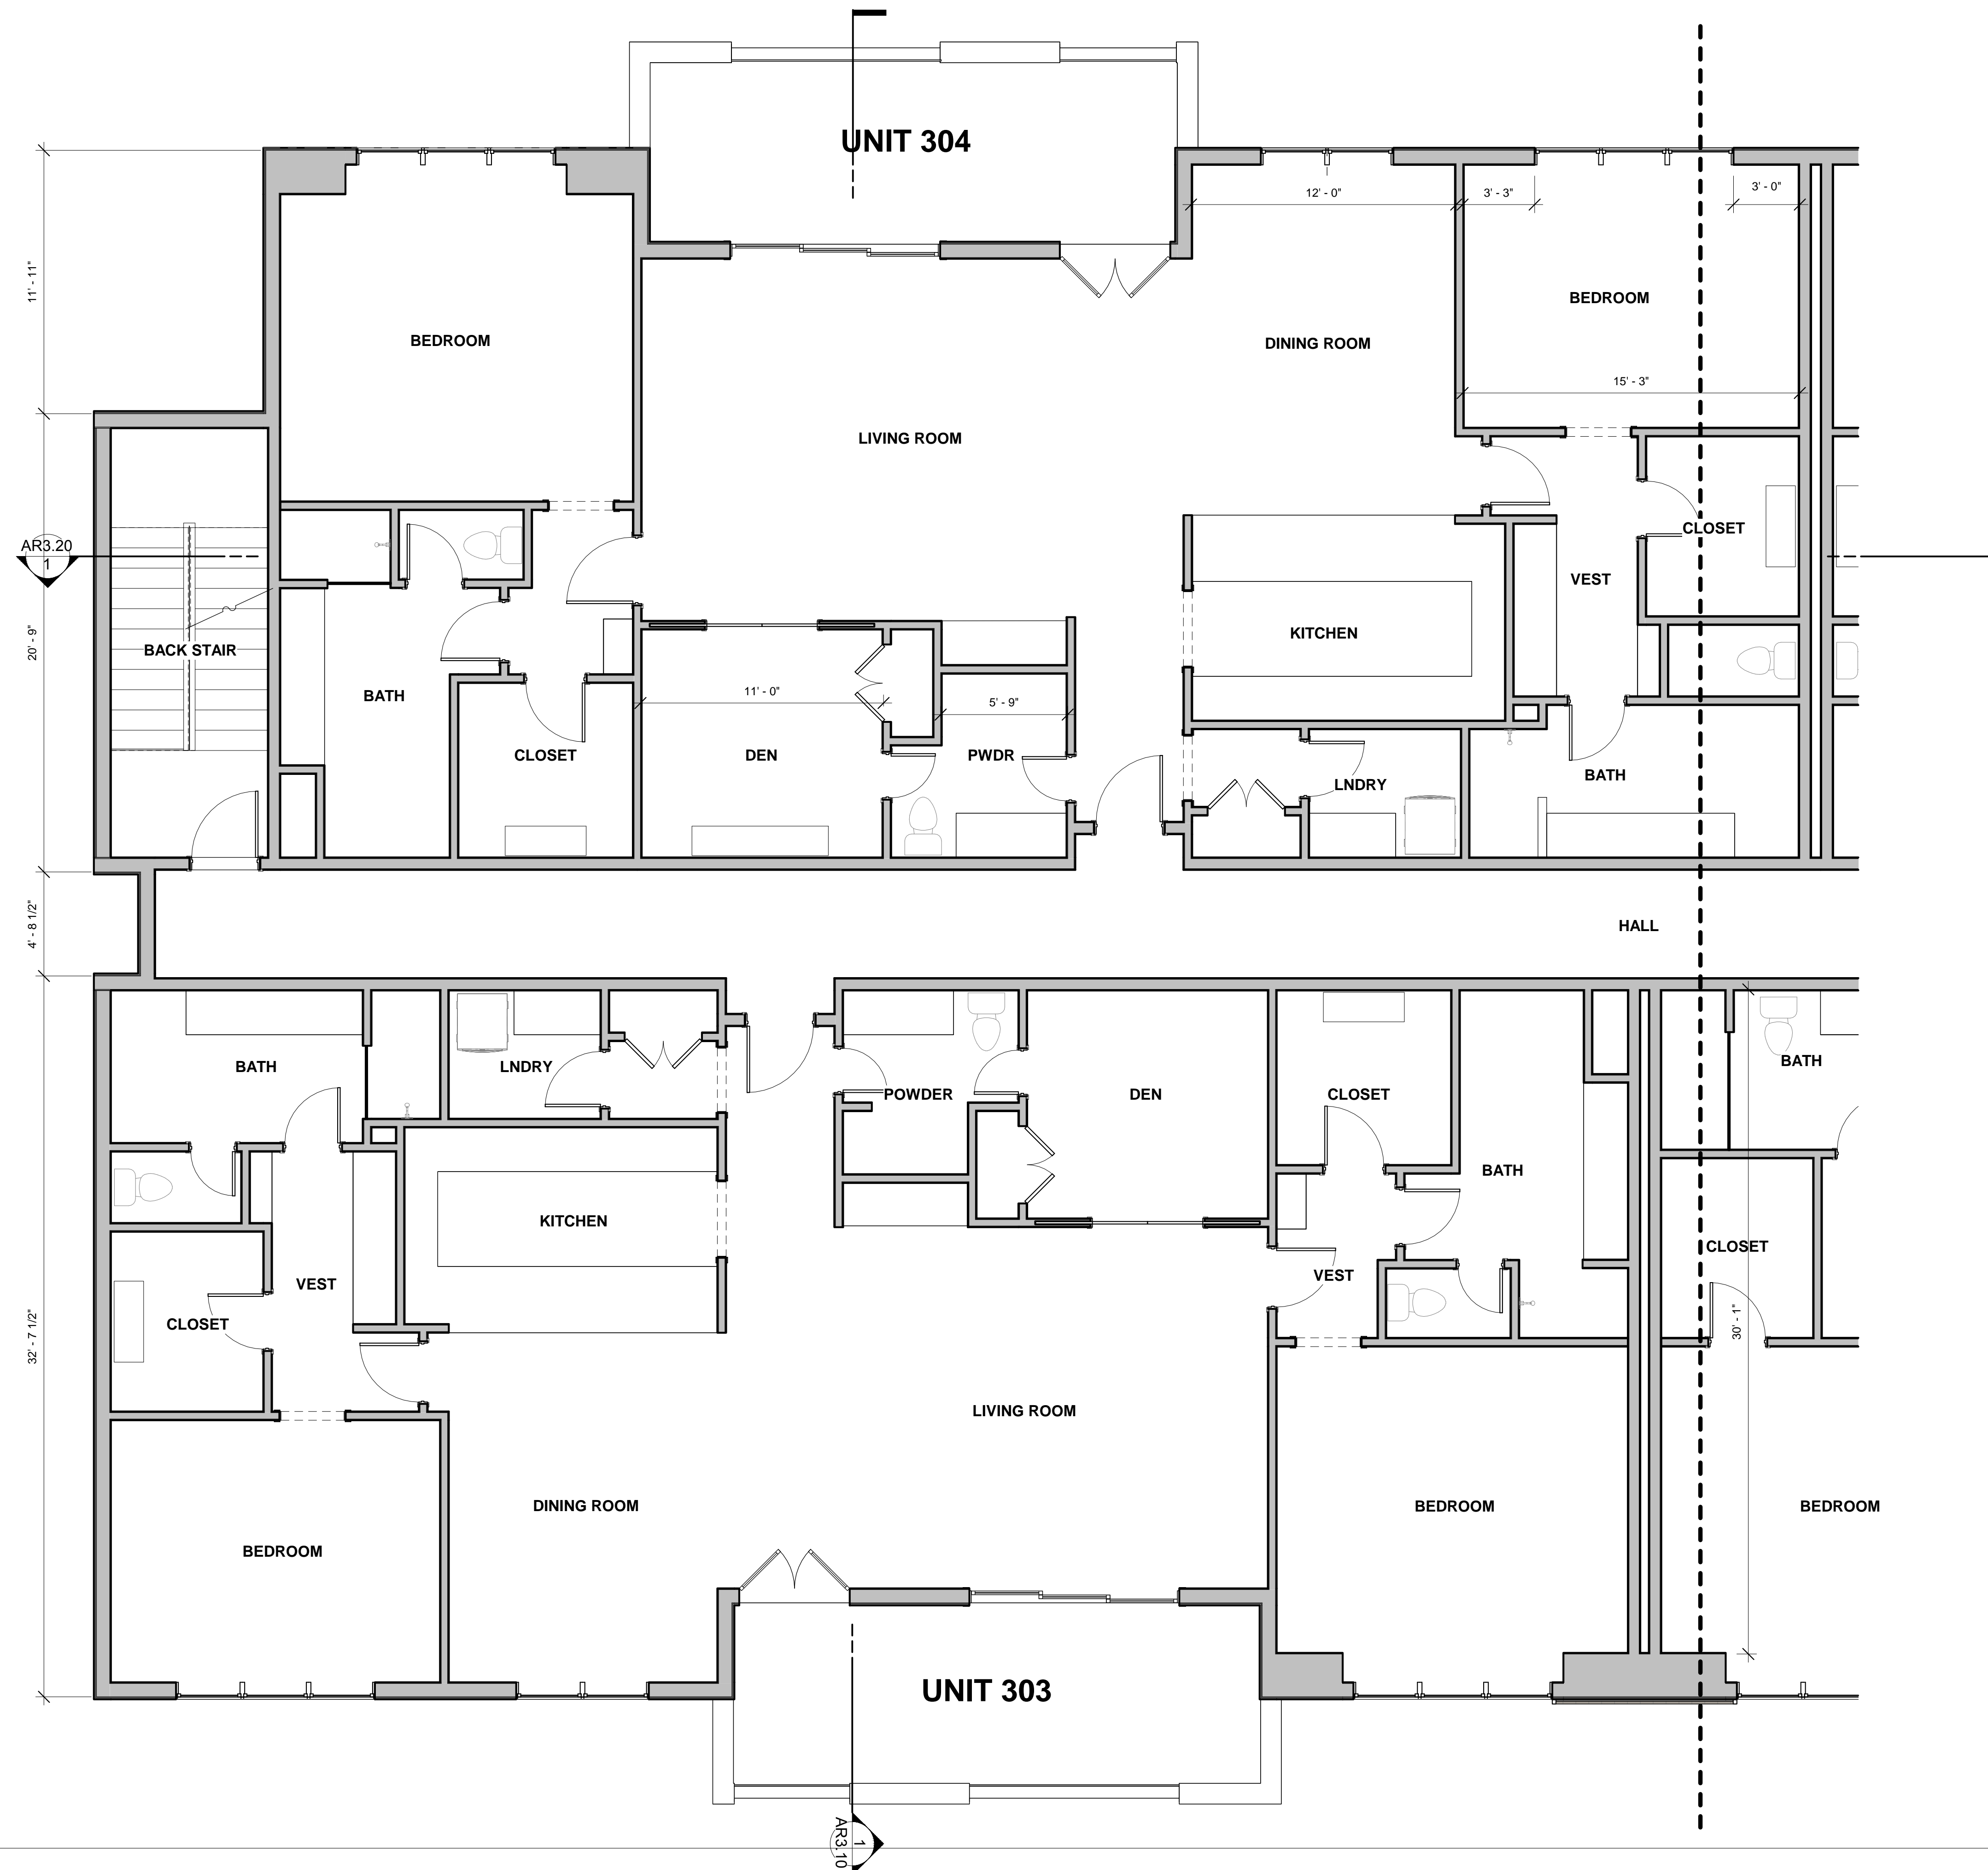 UNIT 304
12' - 0"
3' - 3"
3' - 0"
11' - 11"
BEDROOM
BEDROOM
DINING ROOM
15' - 3"
LIVING ROOM
CLOSET
AR3.20
1
VEST
KITCHEN
20' - 9"
BACK STAIR
BATH
11' - 0"
5' - 9"
CLOSET
DEN
PWDR
LNDRY
BATH
4' - 8 1/2"
HALL
BATH
LNDRY
POWDER
DEN
CLOSET
BATH
BATH
KITCHEN
CLOSET
VEST
VEST
CLOSET
32' - 7 1/2"
30' - 1"
LIVING ROOM
DINING ROOM
BEDROOM
BEDROOM
BEDROOM
UNIT 303
1
AR3.10